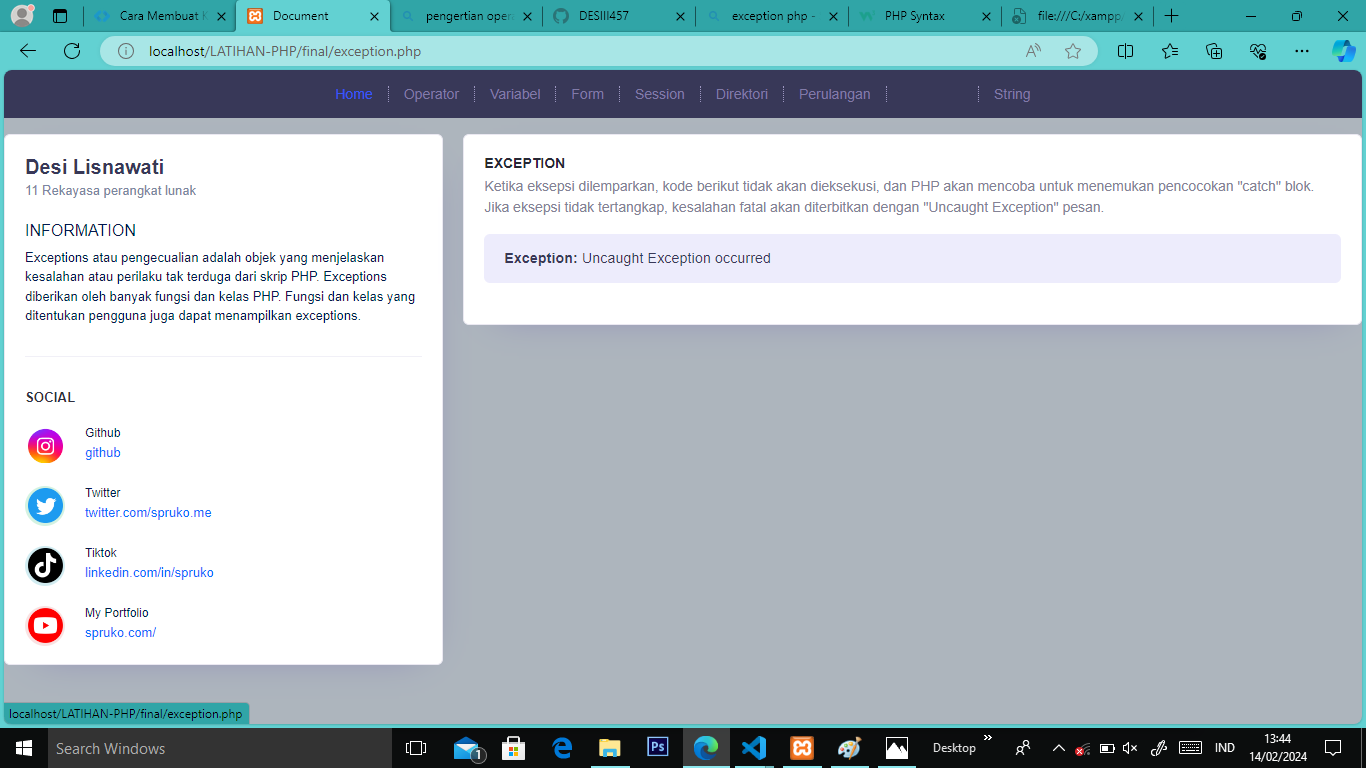 Cara Membuat K
Document
pengertian oper
DESIII457
exception php -
PHP Syntax
file:///C:/xampp/
localhost/LATIHAN-PHP/final/exception.php
Home
Operator
Variabel
Form
Session
Direktori
Perulangan
String
Desi Lisnawati
11 Rekayasa perangkat lunak
INFORMATION
Exceptions atau pengecualian adalah objek yang menjelaskan
kesalahan atau perilaku tak terduga dari skrip PHP. Exceptions
diberikan oleh banyak fungsi dan kelas PHP. Fungsi dan kelas yang
ditentukan pengguna juga dapat menampilkan exceptions.
SOCIAL
Github
github
Twitter
twitter.com/spruko.me
Tiktok
linkedin.com/in/spruko
My Portfolio
spruko.com/
EXCEPTION
Ketika eksepsi dilemparkan, kode berikut tidak akan dieksekusi, dan PHP akan mencoba untuk menemukan pencocokan "catch" blok.
Jika eksepsi tidak tertangkap, kesalahan fatal akan diterbitkan dengan "Uncaught Exception" pesan.
Exception: Uncaught Exception occurred
localhost/LATIHAN-PHP/final/exception.php
Search Windows
1
Ps
Desktop
IND
13:44
14/02/2024